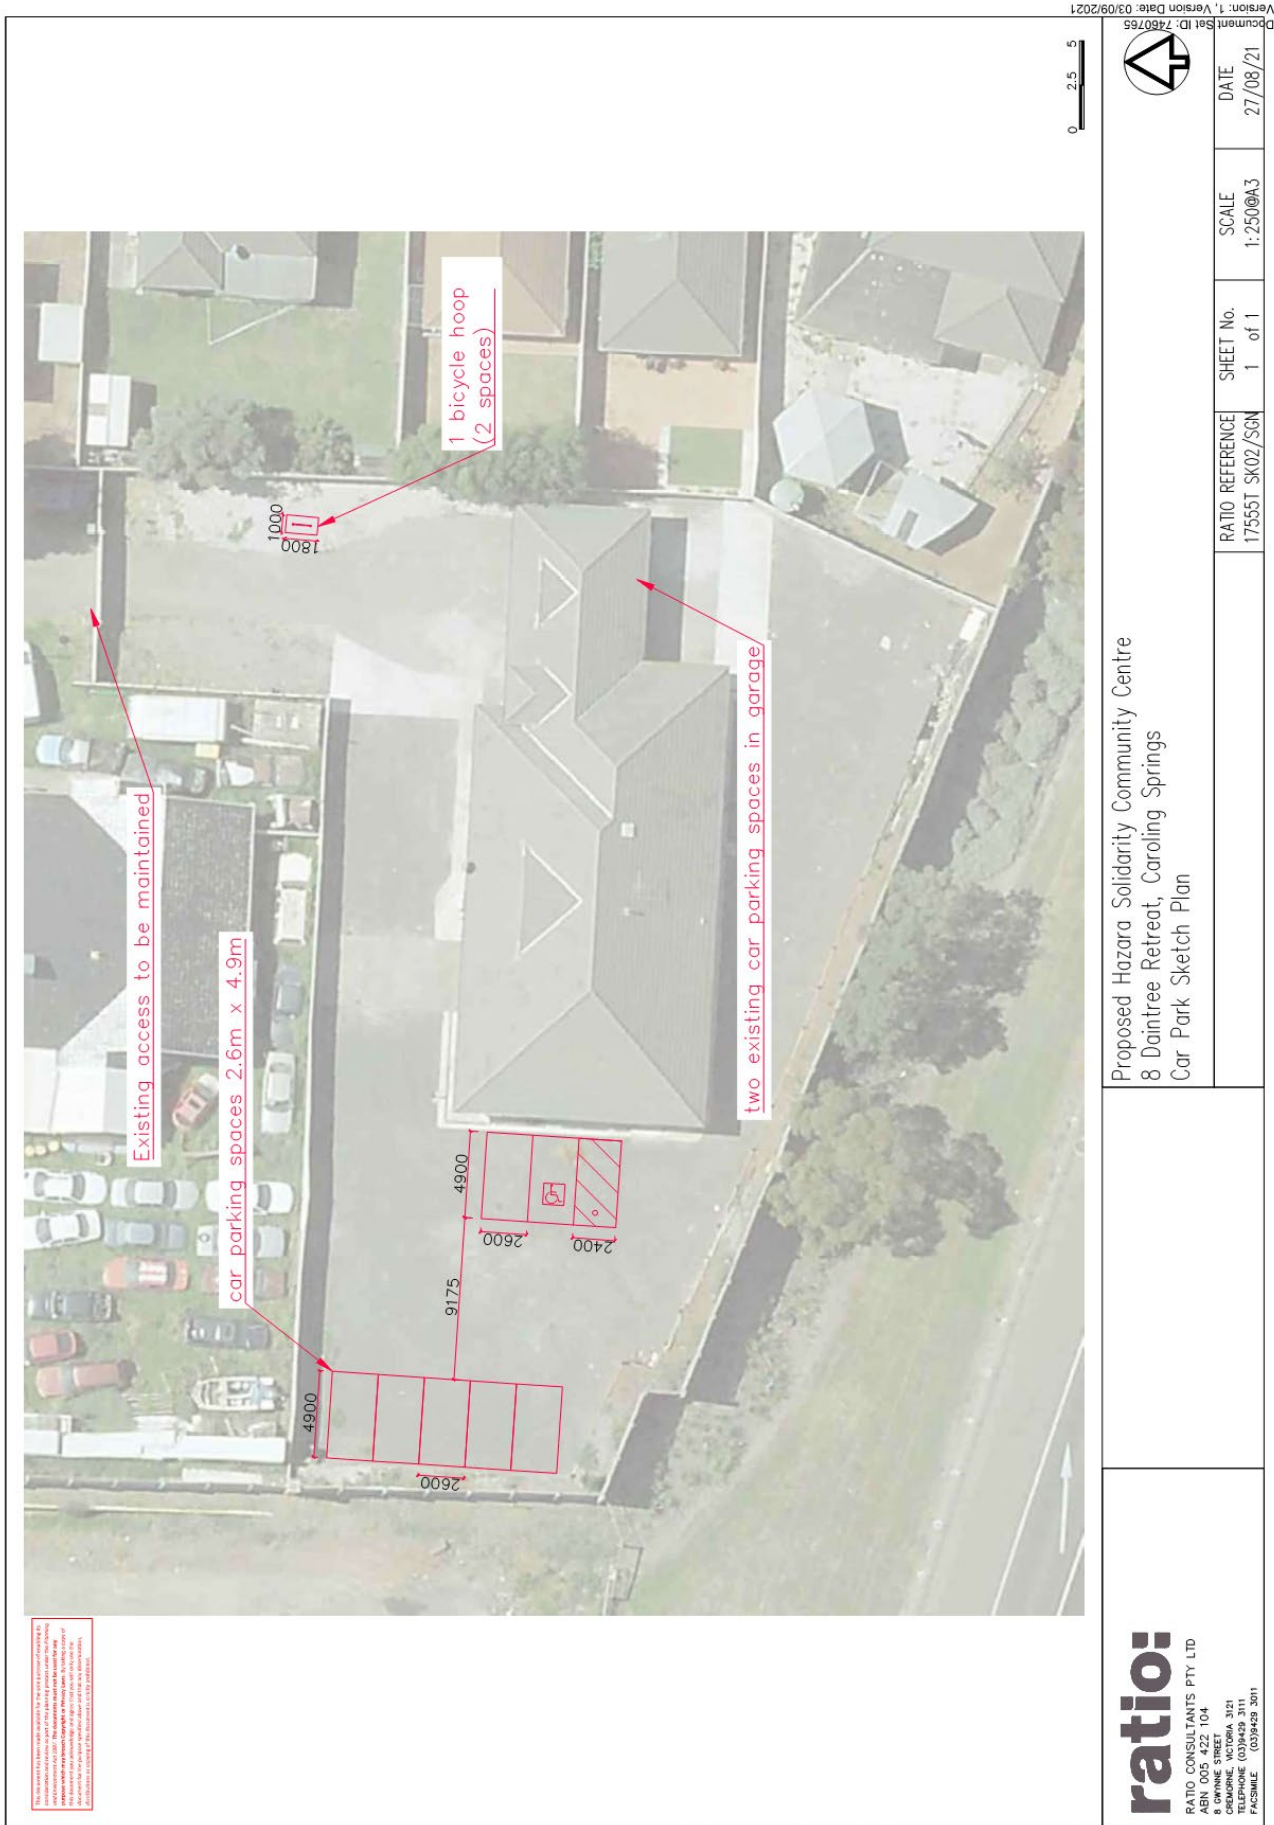 Document Set ID: 7460765
Version: 1, Version Date: 03/09/2021
Existing access to be maintained
car parking spaces 2.6m x 4.9m
1 bicycle hoop
(2 spaces)
two existing car parking spaces in garage
1000
1800
4900
2600
9175
4900
2600
2400
0 2.5 5
ratio:
RATIO CONSULTANTS PTY LTD
ABN 005 422 104
8 GWYNNE STREET
CREMORNE, VICTORIA 3121
TELEPHONE (03)9429 3111
FACSIMILE (03)9429 3011
Proposed Hazara Solidarity Community Centre
8 Daintree Retreat, Caroling Springs
Car Park Sketch Plan
RATIO REFERENCE
17555T SK02/SGN
SHEET No.
1 of 1
SCALE
1:250@A3
DATE
27/08/21